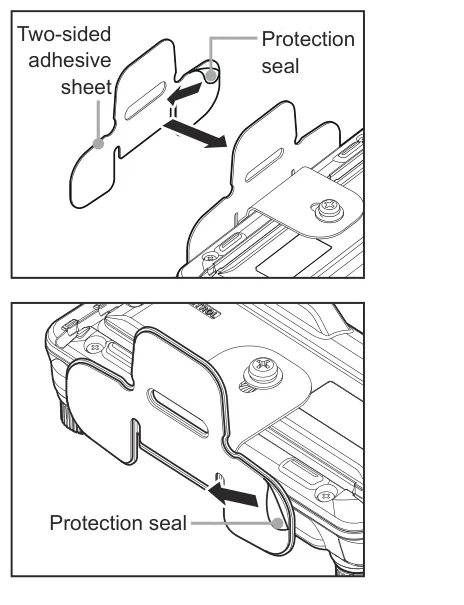 Two-sided
adhesive
sheet
Protection
seal
Protection seal